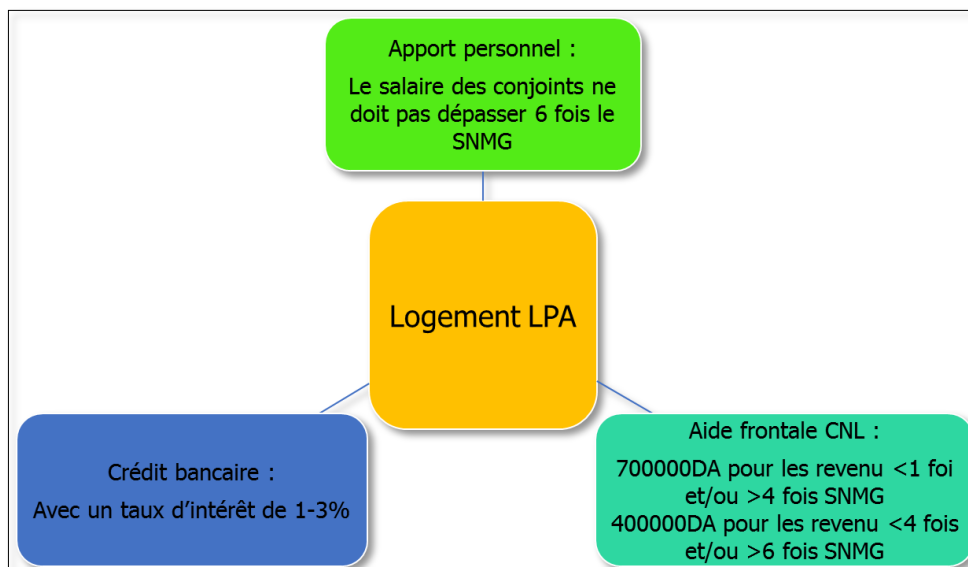 Apport personnel :
Le salaire des conjoints ne
doit pas dépasser 6 fois le
SNMG
Logement LPA
Crédit bancaire :
Avec un taux d'intérêt de 1-3%
Aide frontale CNL :
700000DA pour les revenu <1 foi
et/ou >4 fois SNMG
400000DA pour les revenu <4 fois
et/ou >6 fois SNMG